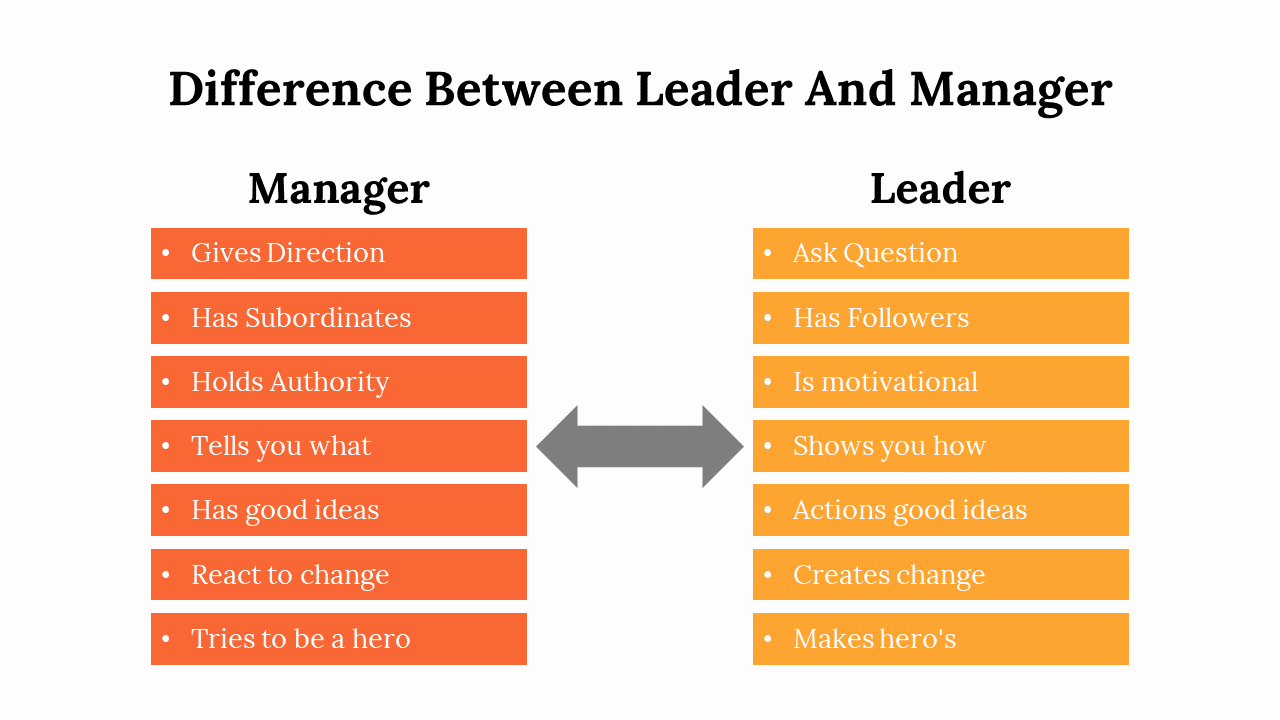 Difference Between Leader And Manager
Manager
• Gives Direction
• Has Subordinates
• Holds Authority
• Tells you what
• Has good ideas
• React to change
• Tries to be a hero
Leader
• Ask Question
• Has Followers
• Is motivational
• Shows you how
• Actions good ideas
• Creates change
• Makes hero's